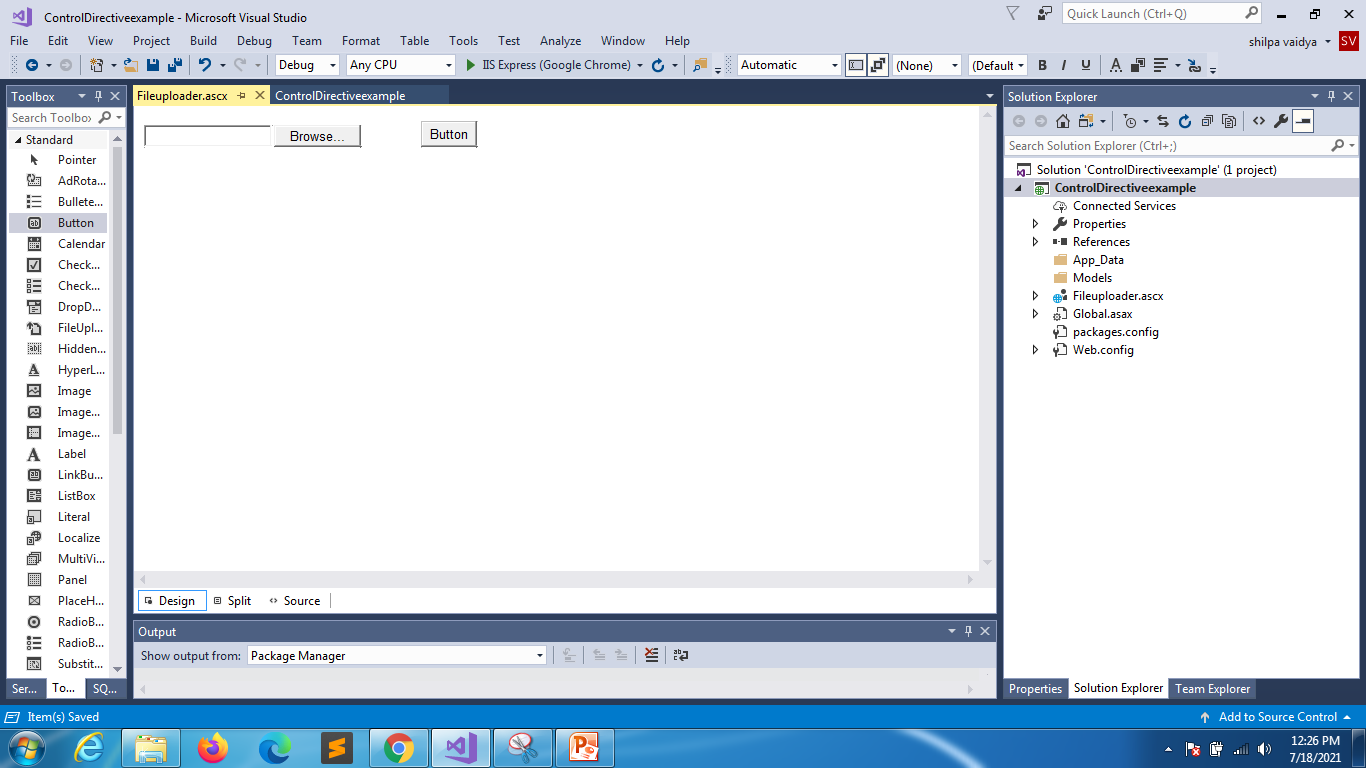 ControlDirectiveexample - Microsoft Visual Studio
Quick Launch (Ctrl+Q)
File Edit View Project Build Debug Team Format Table Tools Test Analyze Window Help
shilpa vaidya SV
Debug Any CPU IIS Express (Google Chrome) Automatic (None) (Default B I U A
Toolbox
Search Toolbox
Standard
Pointer
AdRota...
Bullete...
Button
Calendar
Check...
Check...
DropD...
FileUpl...
Hidden...
HyperL...
Image
Image...
Image...
Label
LinkBu...
ListBox
Literal
Localize
MultiVi...
Panel
PlaceH...
RadioB...
RadioB...
Substit...
Ser... To... SQ...
Fileuploader.ascx ControlDirectiveexample
Browse... Button
Design Split Source
Output
Show output from: Package Manager
Solution Explorer
Search Solution Explorer (Ctrl+;)
Solution 'ControlDirectiveexample' (1 project)
ControlDirectiveexample
Connected Services
Properties
References
App_Data
Models
Fileuploader.ascx
Global.asax
packages.config
Web.config
Properties Solution Explorer Team Explorer
Item(s) Saved
Add to Source Control
12:26 PM
7/18/2021